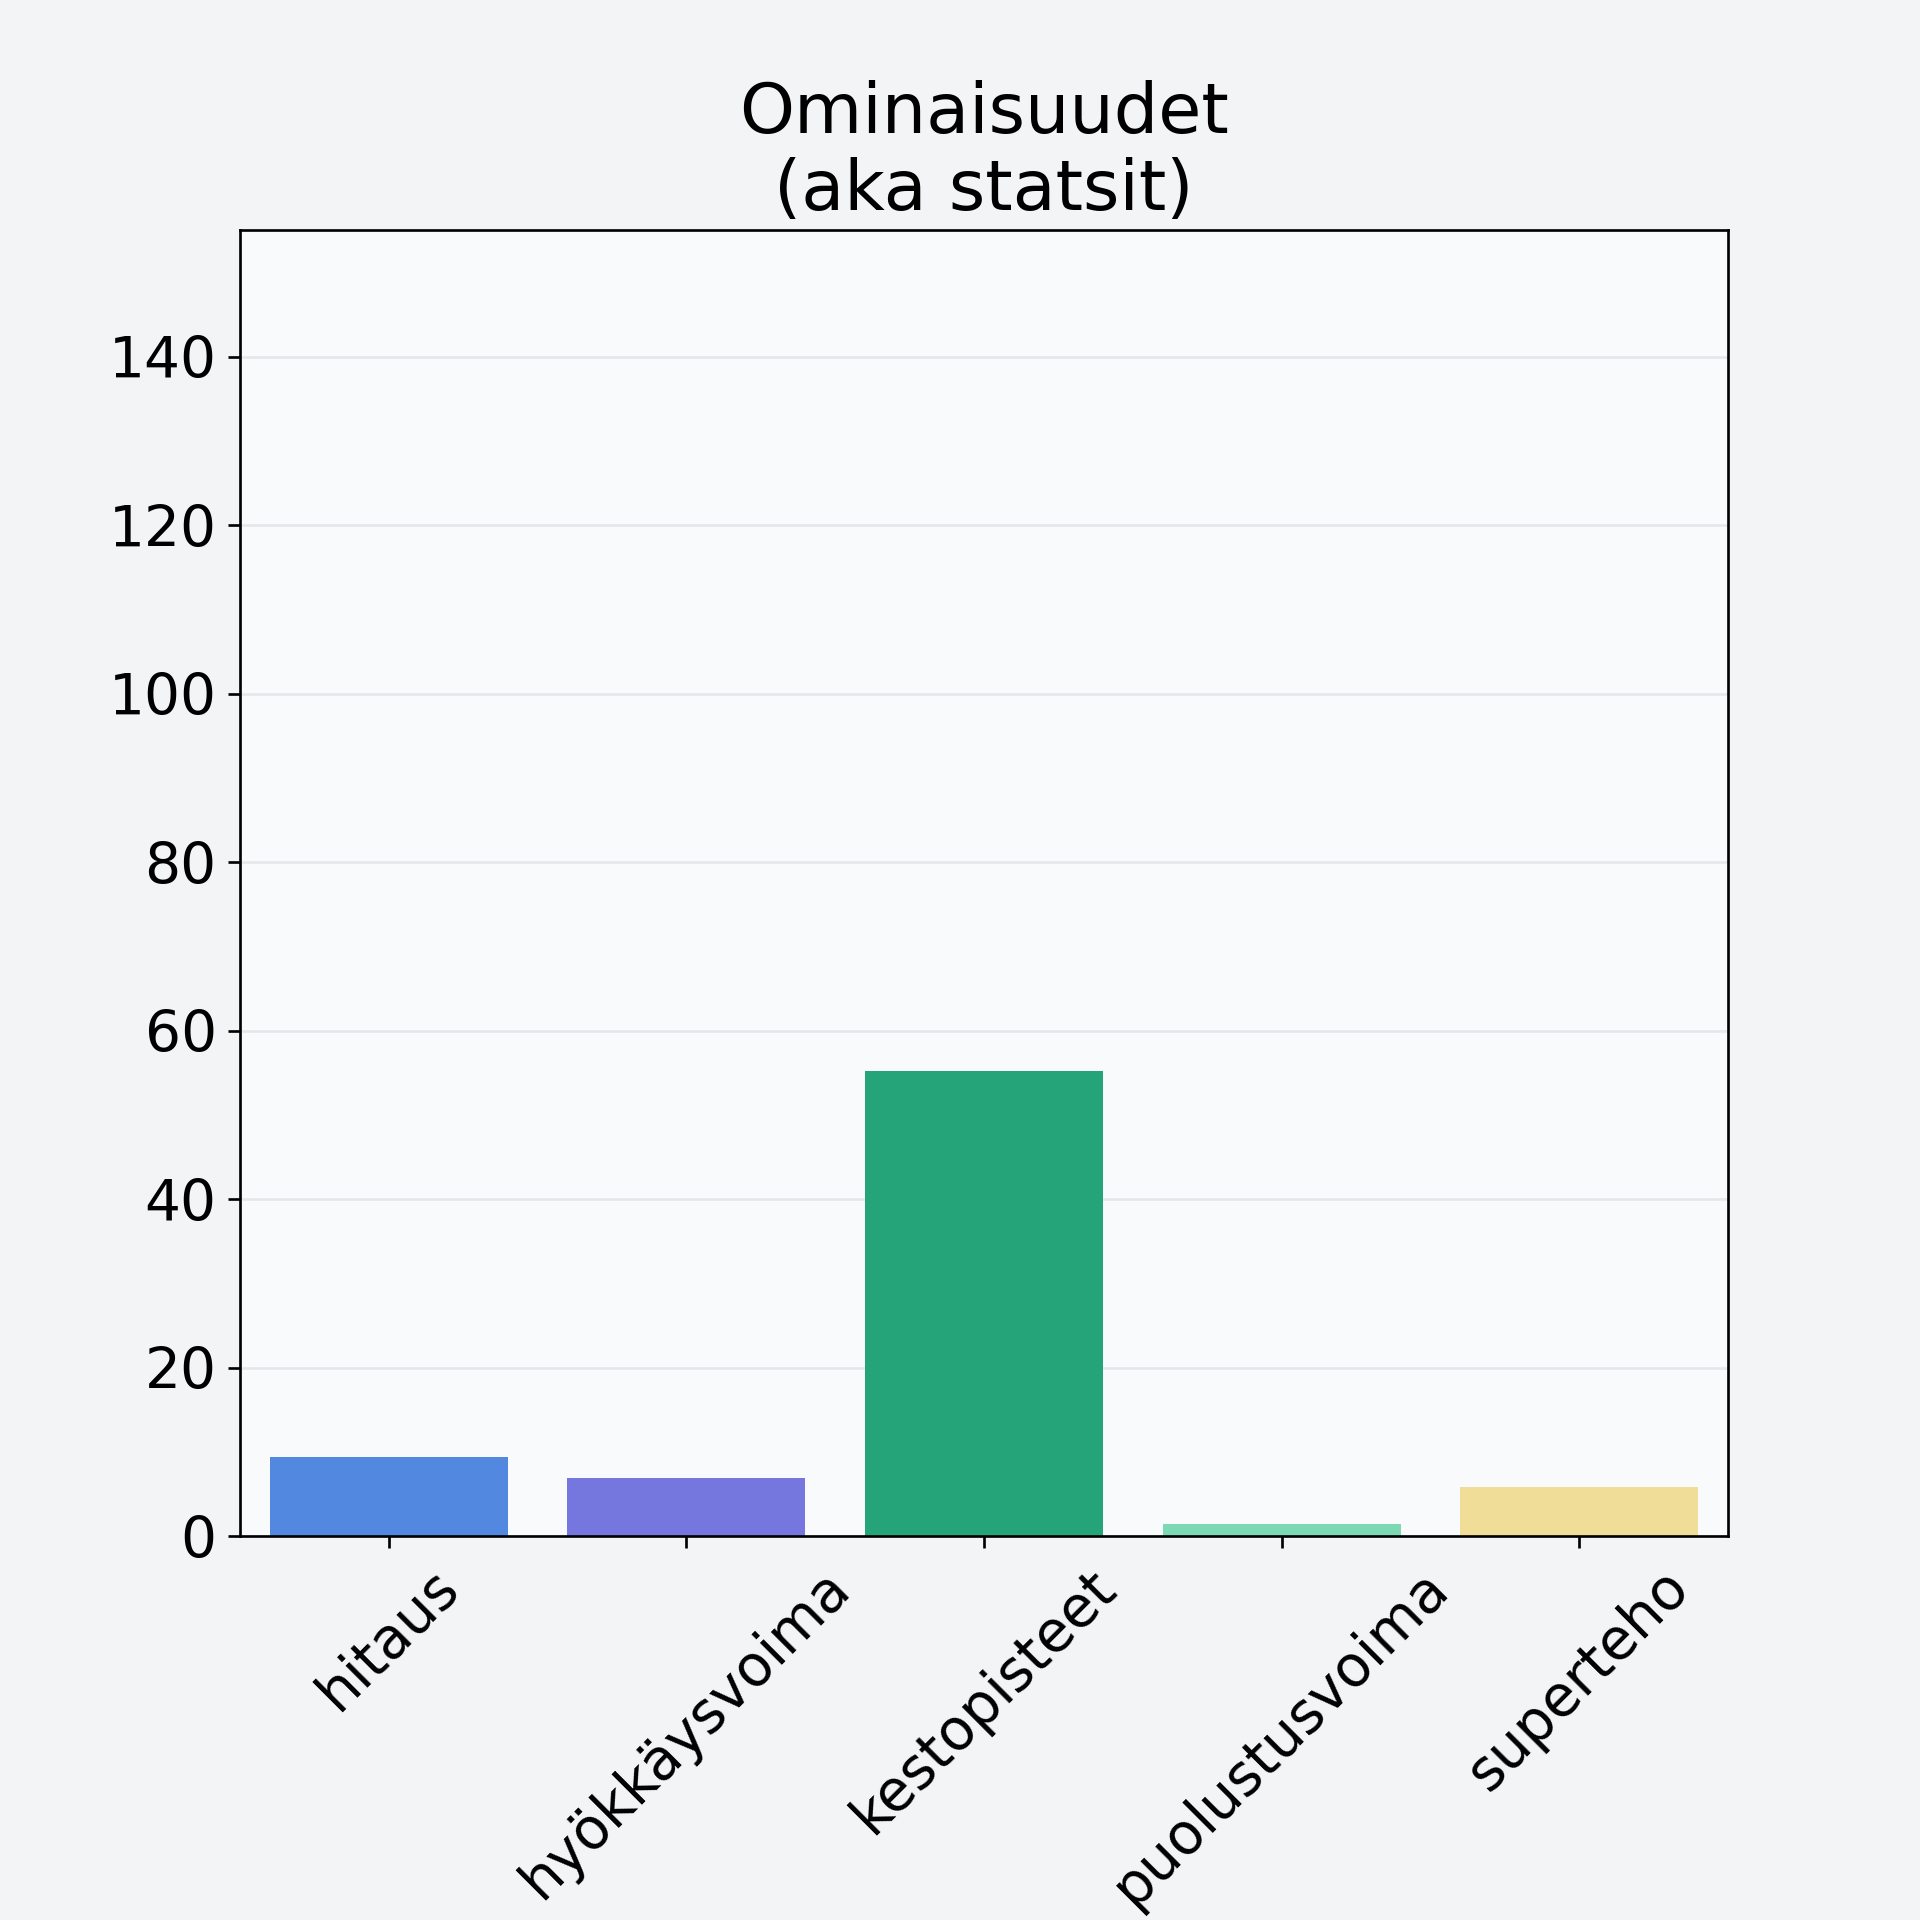 Ominaisuudet
(aka statsit)
140
120
100
80
60
40
20
0
hitaus
hyökkäysvoima
kestopisteet
puolustusvoima
superteho